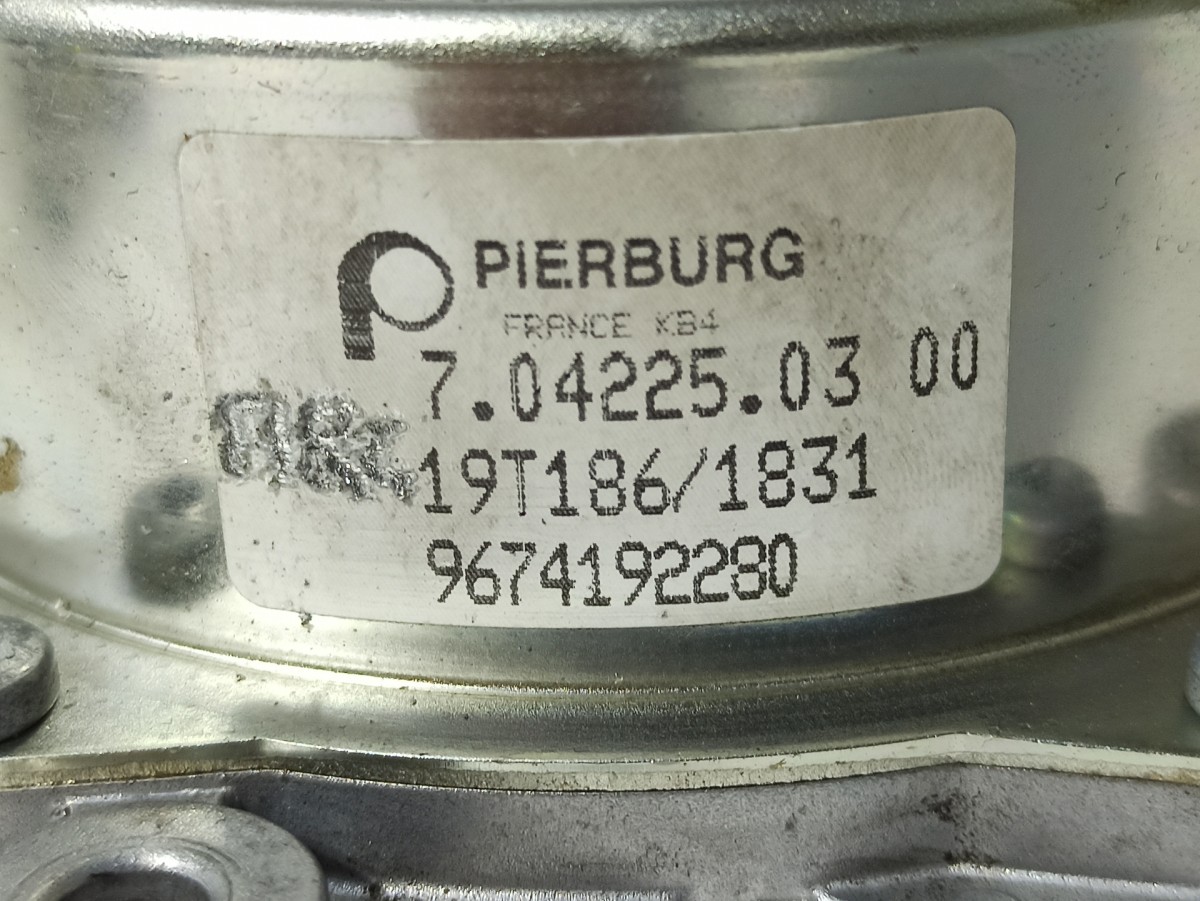 PIERBURG
FRANCE KB4
7.04225.03 00
19T186/1831
9674192280